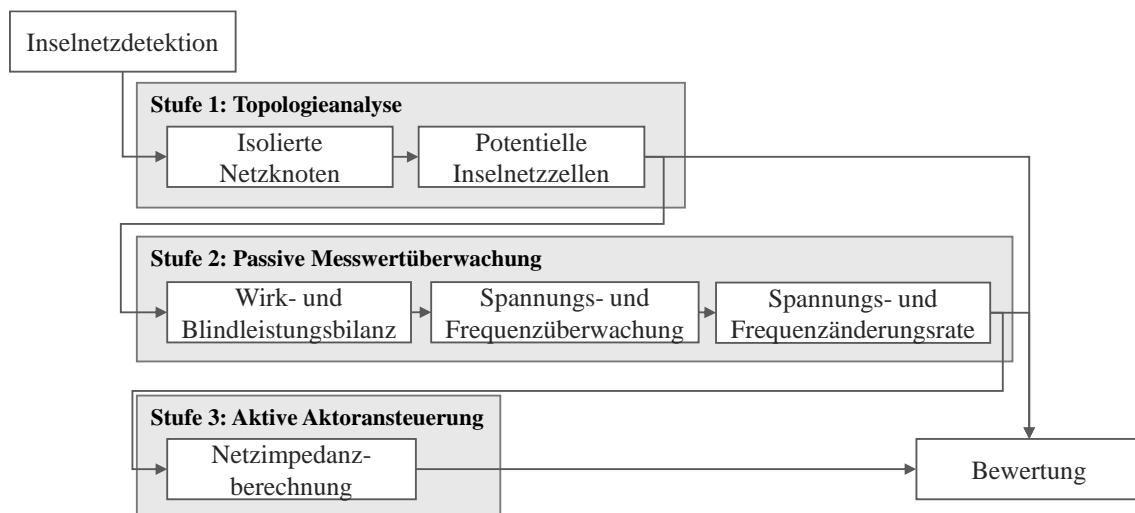 Inselnetzdetektion
Stufe 1: Topologieanalyse
Isolierte
Netzknoten
Potentielle
Inselnetzzellen
Stufe 2: Passive Messwertüberwachung
Wirk- und
Blindleistungsbilanz
Spannungs- und
Frequenzüberwachung
Spannungs- und
Frequenzänderungsrate
Stufe 3: Aktive Aktoransteuerung
Netzimpedanz-
berechnung
Bewertung